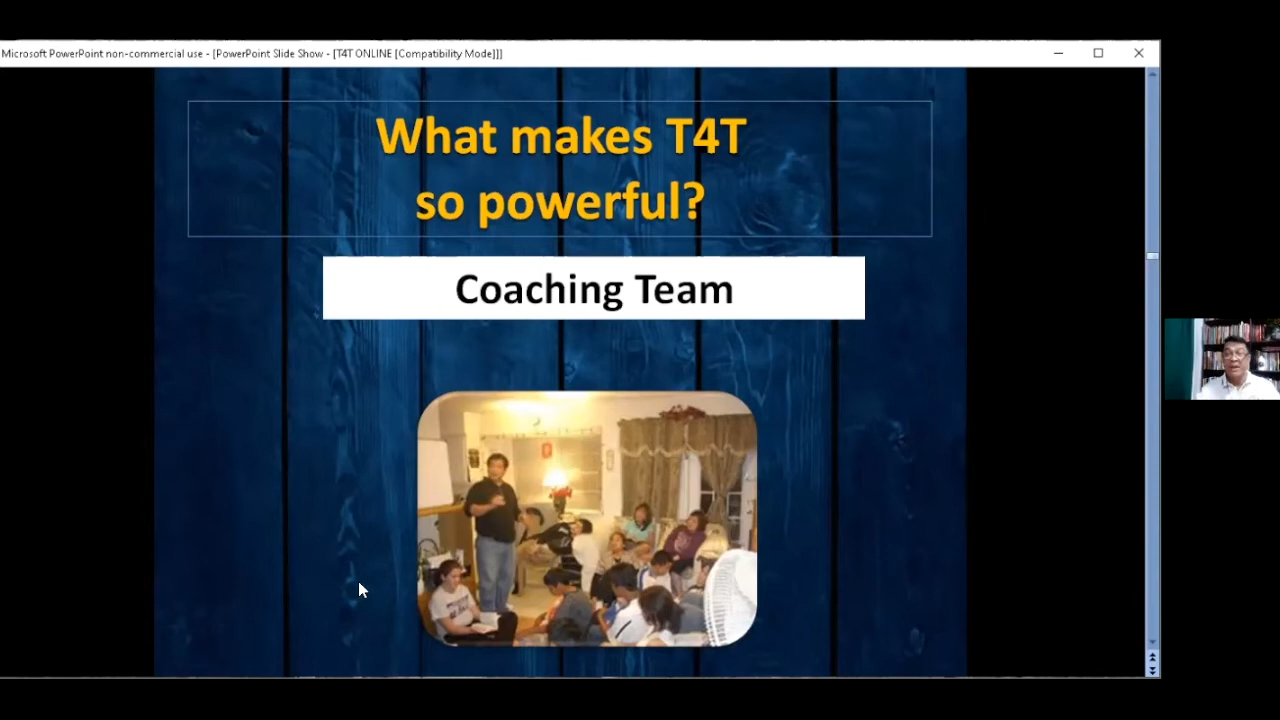 Microsoft PowerPoint non-commercial use - [PowerPoint Slide Show - [T4T ONLINE [Compatibility Mode]]]
What makes T4T
so powerful?
Coaching Team